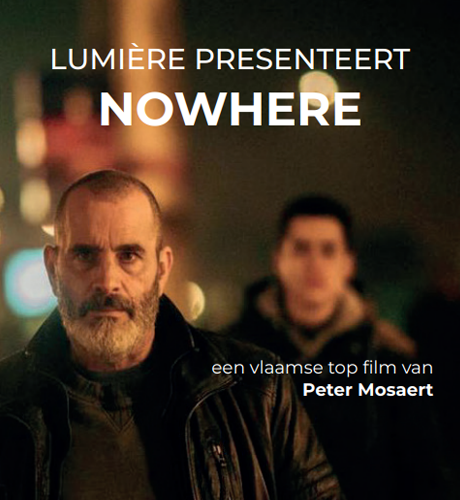 LUMIÈRE PRESENTEERT
NOWHERE
een vlaamse top film van
Peter Mosaert